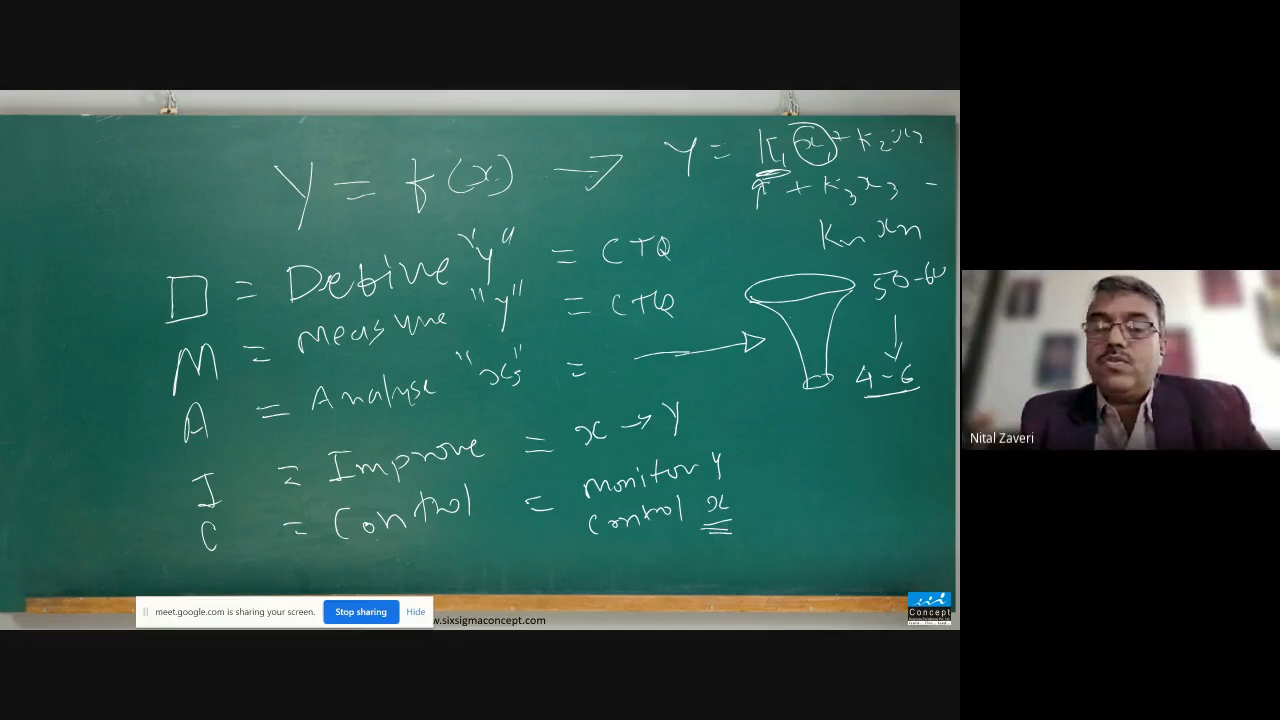 Y = f(x) → Y = K₁ x₁ + K₂ x₂
+ K₃ x₃ -
Kn xn
D = Define "y" = CTQ
M = Measure "y" = CTQ
A = Analyse "xs" =
50-60
↓
4-6
I = Improve = x → Y
C = Control = monitor Y
control x
Nital Zaveri
meet.google.com is sharing your screen. Stop sharing Hide
w.sixsigmaconcept.com
Concept